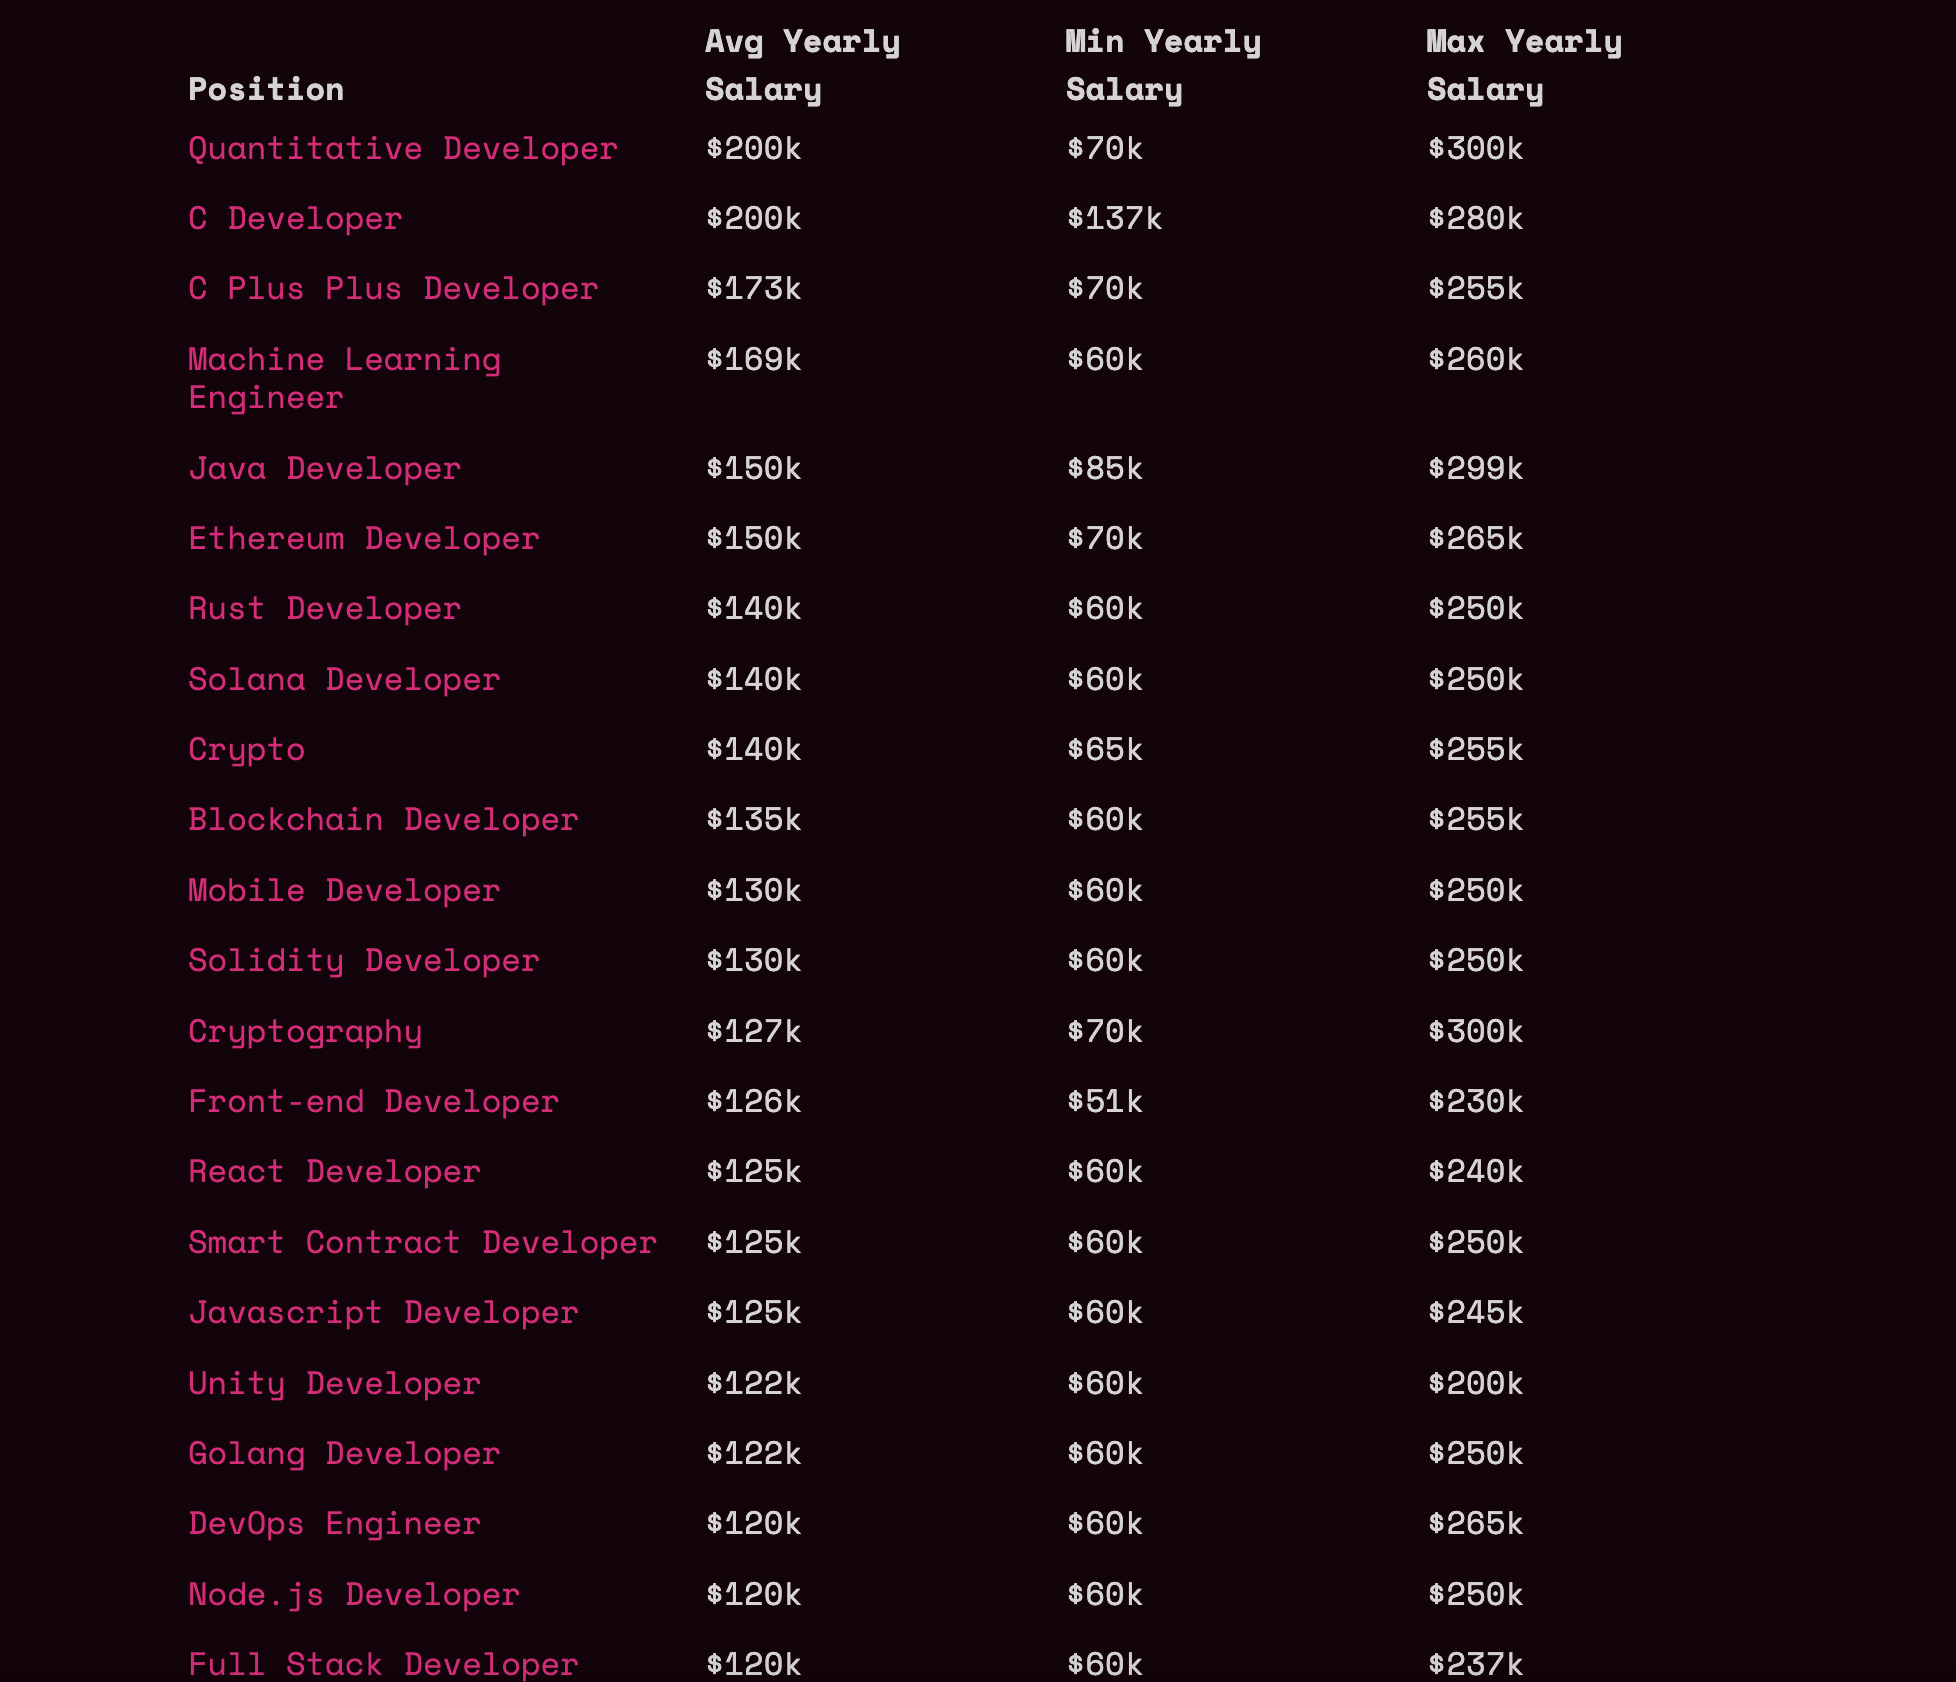 Position Avg Yearly Salary Min Yearly Salary Max Yearly Salary
Quantitative Developer $200k $70k $300k
C Developer $200k $137k $280k
C Plus Plus Developer $173k $70k $255k
Machine Learning Engineer $169k $60k $260k
Java Developer $150k $85k $299k
Ethereum Developer $150k $70k $265k
Rust Developer $140k $60k $250k
Solana Developer $140k $60k $250k
Crypto $140k $65k $255k
Blockchain Developer $135k $60k $255k
Mobile Developer $130k $60k $250k
Solidity Developer $130k $60k $250k
Cryptography $127k $70k $300k
Front-end Developer $126k $51k $230k
React Developer $125k $60k $240k
Smart Contract Developer $125k $60k $250k
Javascript Developer $125k $60k $245k
Unity Developer $122k $60k $200k
Golang Developer $122k $60k $250k
DevOps Engineer $120k $60k $265k
Node.js Developer $120k $60k $250k
Full Stack Developer $120k $60k $237k